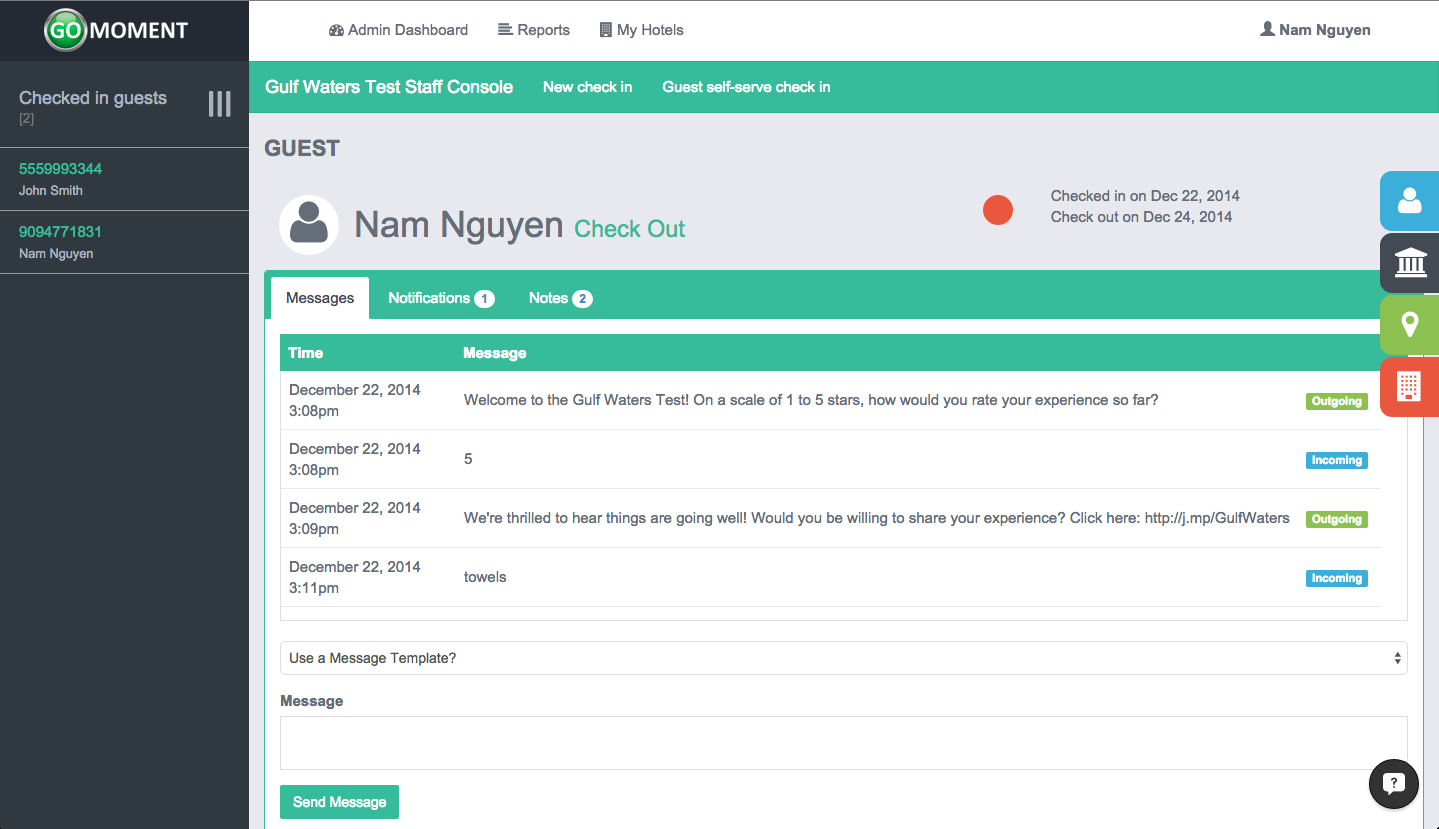 GO MOMENT
Admin Dashboard Reports My Hotels Nam Nguyen
Checked in guests
[2]
5559993344
John Smith
9094771831
Nam Nguyen
Gulf Waters Test Staff Console New check in Guest self-serve check in
GUEST
Nam Nguyen Check Out
Checked in on Dec 22, 2014
Check out on Dec 24, 2014
Messages Notifications 1 Notes 2
Time Message
December 22, 2014
3:08pm
Welcome to the Gulf Waters Test! On a scale of 1 to 5 stars, how would you rate your experience so far? Outgoing
December 22, 2014
3:08pm
5 Incoming
December 22, 2014
3:09pm
We're thrilled to hear things are going well! Would you be willing to share your experience? Click here: http://j.mp/GulfWaters Outgoing
December 22, 2014
3:11pm
towels Incoming
Use a Message Template?
Message
Send Message
?